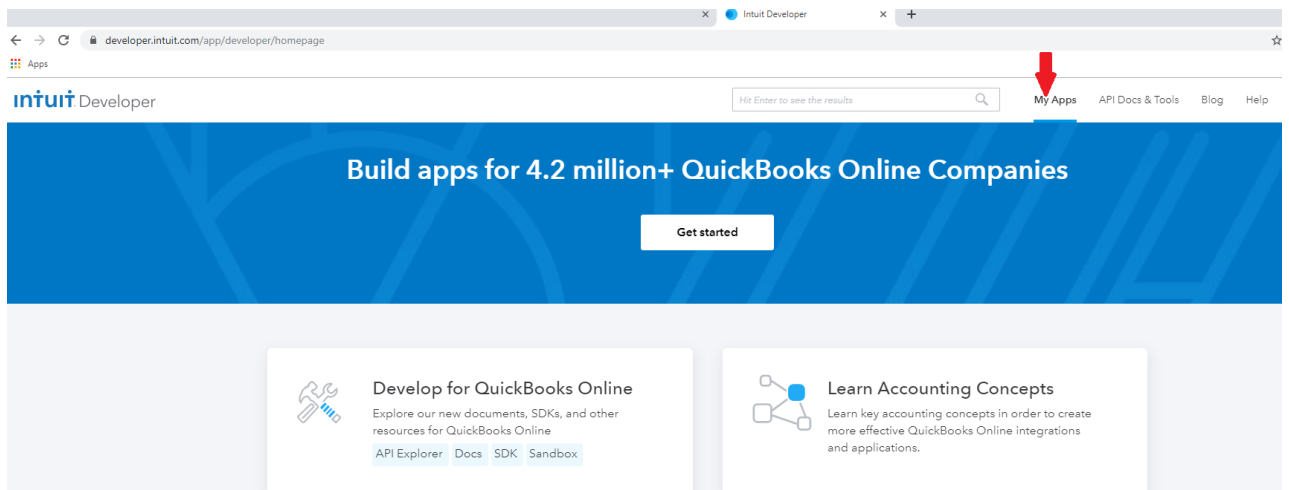 × Intuit Developer × +
developer.intuit.com/app/developer/homepage
Apps
INTUIT Developer Hit Enter to see the results My Apps API Docs & Tools Blog Help
Build apps for 4.2 million+ QuickBooks Online Companies
Get started
Develop for QuickBooks Online
Explore our new documents, SDKs, and other
resources for QuickBooks Online
API Explorer Docs SDK Sandbox
Learn Accounting Concepts
Learn key accounting concepts in order to create
more effective QuickBooks Online integrations
and applications.